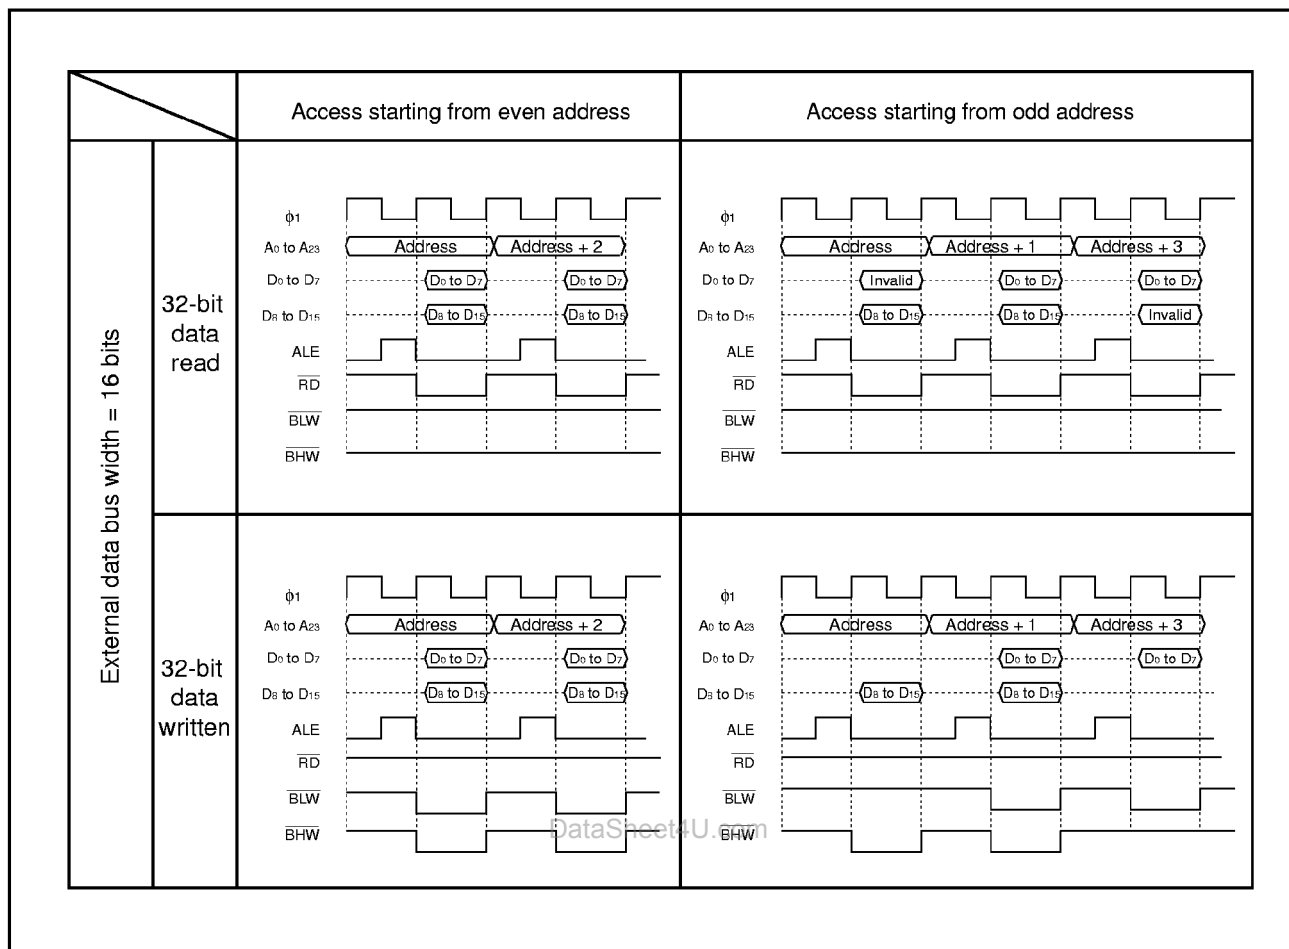 Access starting from even address
Access starting from odd address
External data bus width = 16 bits
32-bit
data
read
ϕ1
A0 to A23 Address Address + 2
D0 to D7 D0 to D7 D0 to D7
D8 to D15 D8 to D15 D8 to D15
ALE
RD
BLW
BHW
ϕ1
A0 to A23 Address Address + 1 Address + 3
D0 to D7 Invalid D0 to D7 D0 to D7
D8 to D15 D8 to D15 D8 to D15 Invalid
ALE
RD
BLW
BHW
32-bit
data
written
ϕ1
A0 to A23 Address Address + 2
D0 to D7 D0 to D7 D0 to D7
D8 to D15 D8 to D15 D8 to D15
ALE
RD
BLW
BHW
ϕ1
A0 to A23 Address Address + 1 Address + 3
D0 to D7 D0 to D7 D0 to D7
D8 to D15 D8 to D15 D8 to D15
ALE
RD
BLW
BHW
DataSheet4U.com